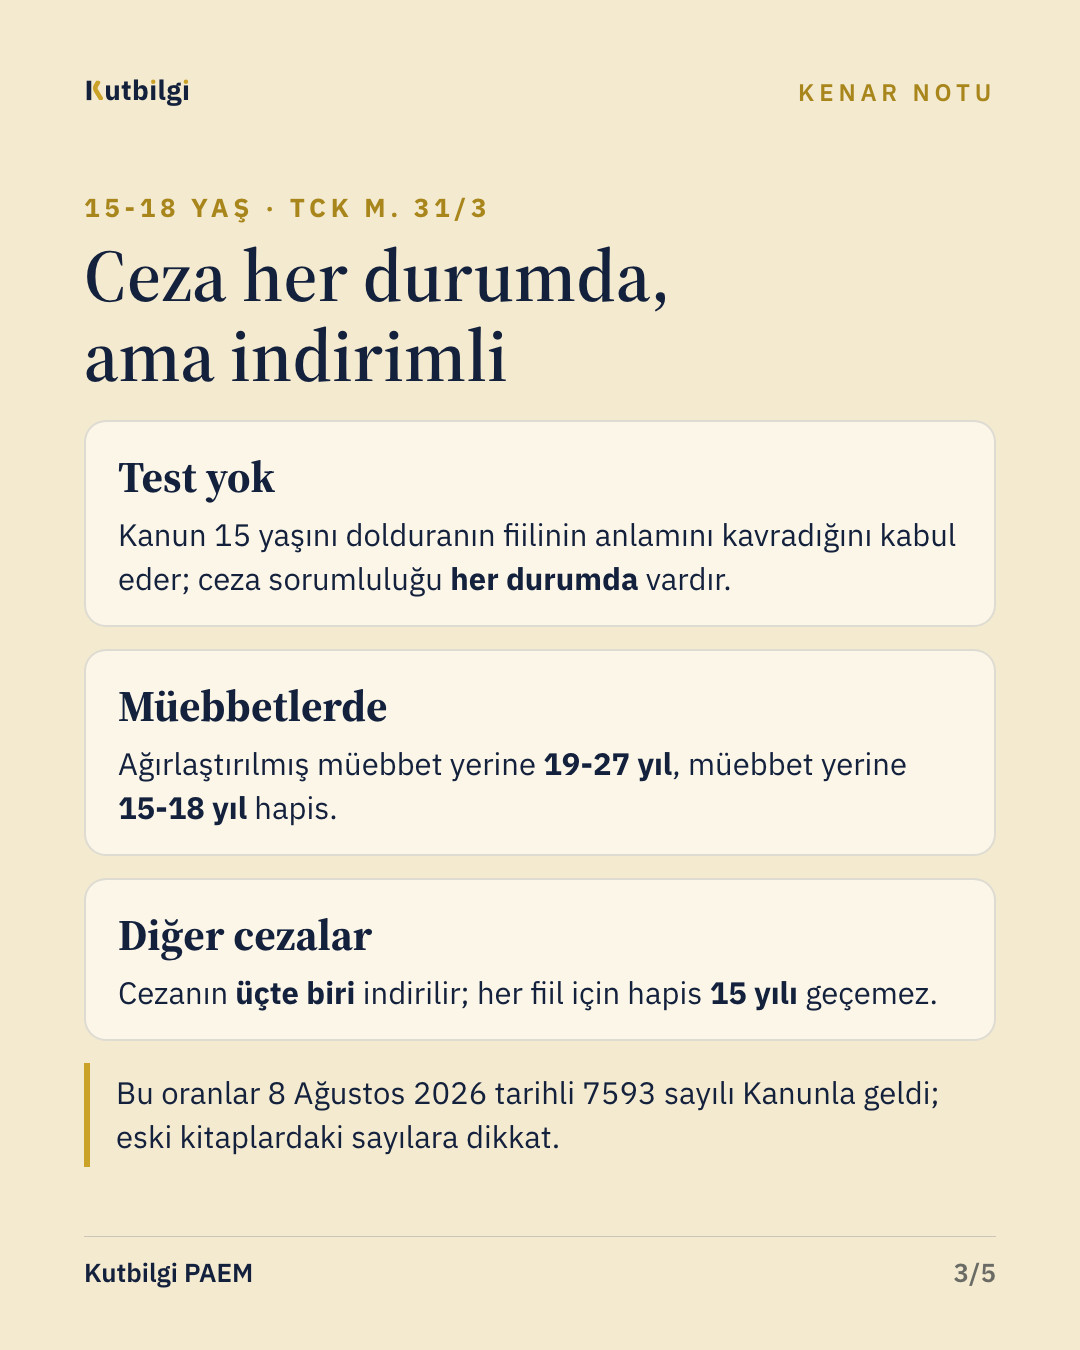 Kutbilgi
KENAR NOTU
15-18 YAŞ · TCK M. 31/3
Ceza her durumda,
ama indirimli
Test yok
Kanun 15 yaşını dolduranın fiilinin anlamını kavradığını kabul
eder; ceza sorumluluğu her durumda vardır.
Müebbetlerde
Ağırlaştırılmış müebbet yerine 19-27 yıl, müebbet yerine
15-18 yıl hapis.
Diğer cezalar
Cezanın üçte biri indirilir; her fiil için hapis 15 yılı geçemez.
Bu oranlar 8 Ağustos 2026 tarihli 7593 sayılı Kanunla geldi;
eski kitaplardaki sayılara dikkat.
Kutbilgi PAEM
3/5